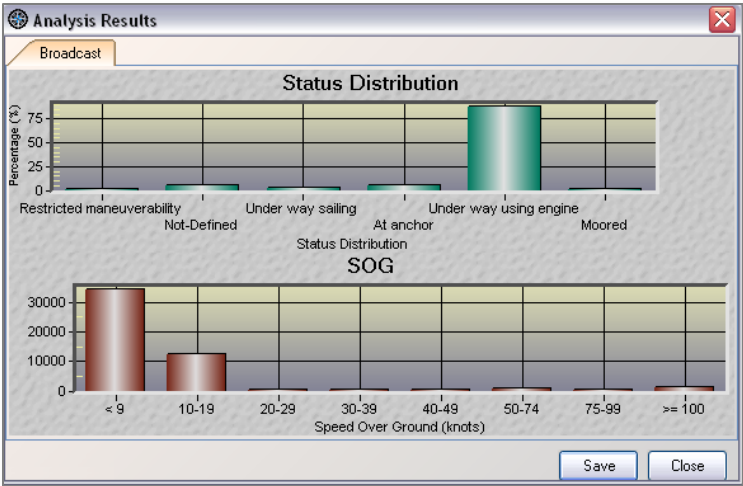 Analysis Results
Broadcast
Status Distribution
Percentage (%)
75
50
25
0
Restricted maneuverability
Not-Defined
Under way sailing
At anchor
Under way using engine
Moored
Status Distribution
SOG
30000
20000
10000
0
< 9 10-19 20-29 30-39 40-49 50-74 75-99 >= 100
Speed Over Ground (knots)
Save Close